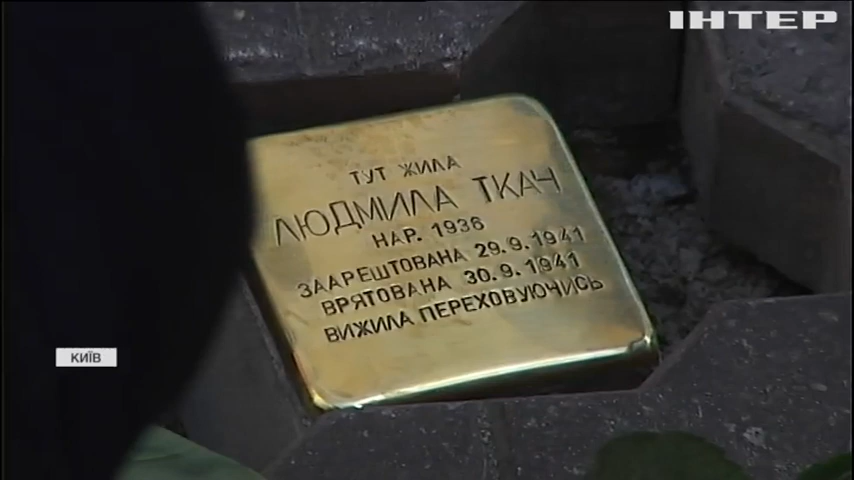 ІНТЕР
ТУТ ЖИЛА
ЛЮДМИЛА ТКАЧ
НАР. 1936
ЗААРЕШТОВАНА 29.9.1941
ВРЯТОВАНА 30.9.1941
ВИЖИЛА ПЕРЕХОВУЮЧИСЬ
КИЇВ